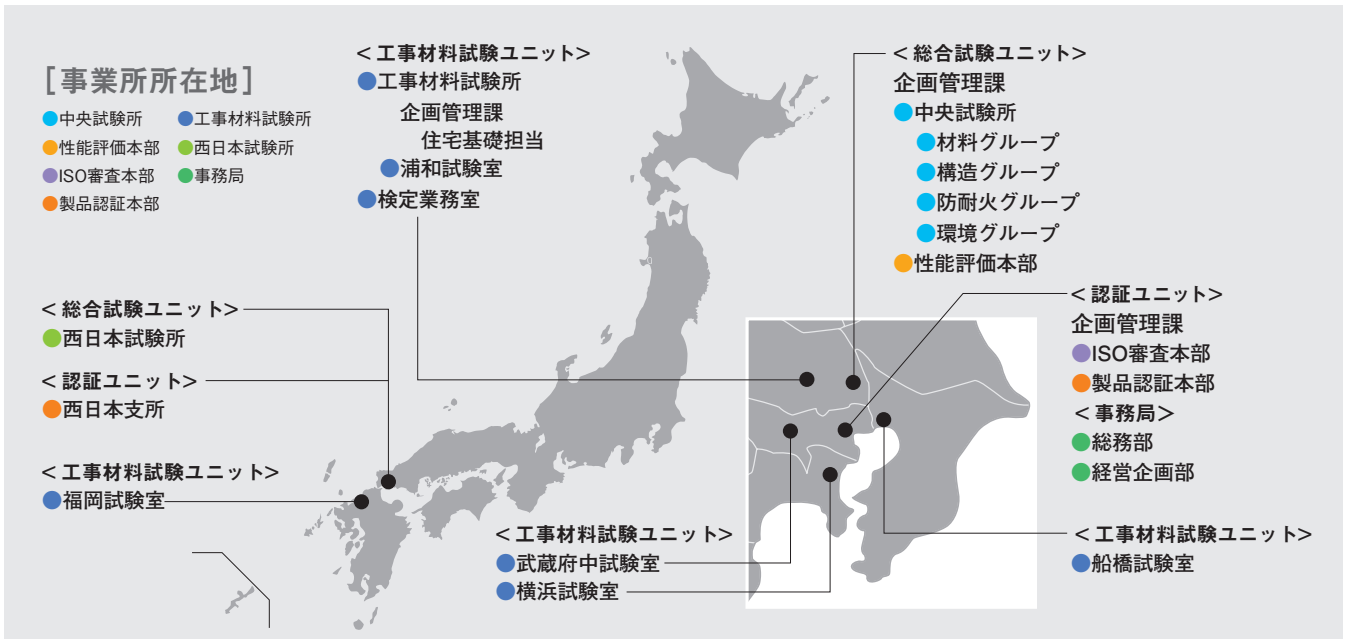 [事業所所在地]
●中央試験所 ●工事材料試験所
●性能評価本部 ●西日本試験所
●ISO審査本部 ●事務局
●製品認証本部
<工事材料試験ユニット>
●工事材料試験所
企画管理課
住宅基礎担当
●浦和試験室
●検定業務室
<総合試験ユニット>
企画管理課
●中央試験所
●材料グループ
●構造グループ
●防耐火グループ
●環境グループ
●性能評価本部
<総合試験ユニット>
●西日本試験所
<認証ユニット>
●西日本支所
<工事材料試験ユニット>
●福岡試験室
<認証ユニット>
企画管理課
●ISO審査本部
●製品認証本部
<事務局>
●総務部
●経営企画部
<工事材料試験ユニット>
●武蔵府中試験室
●横浜試験室
<工事材料試験ユニット>
●船橋試験室